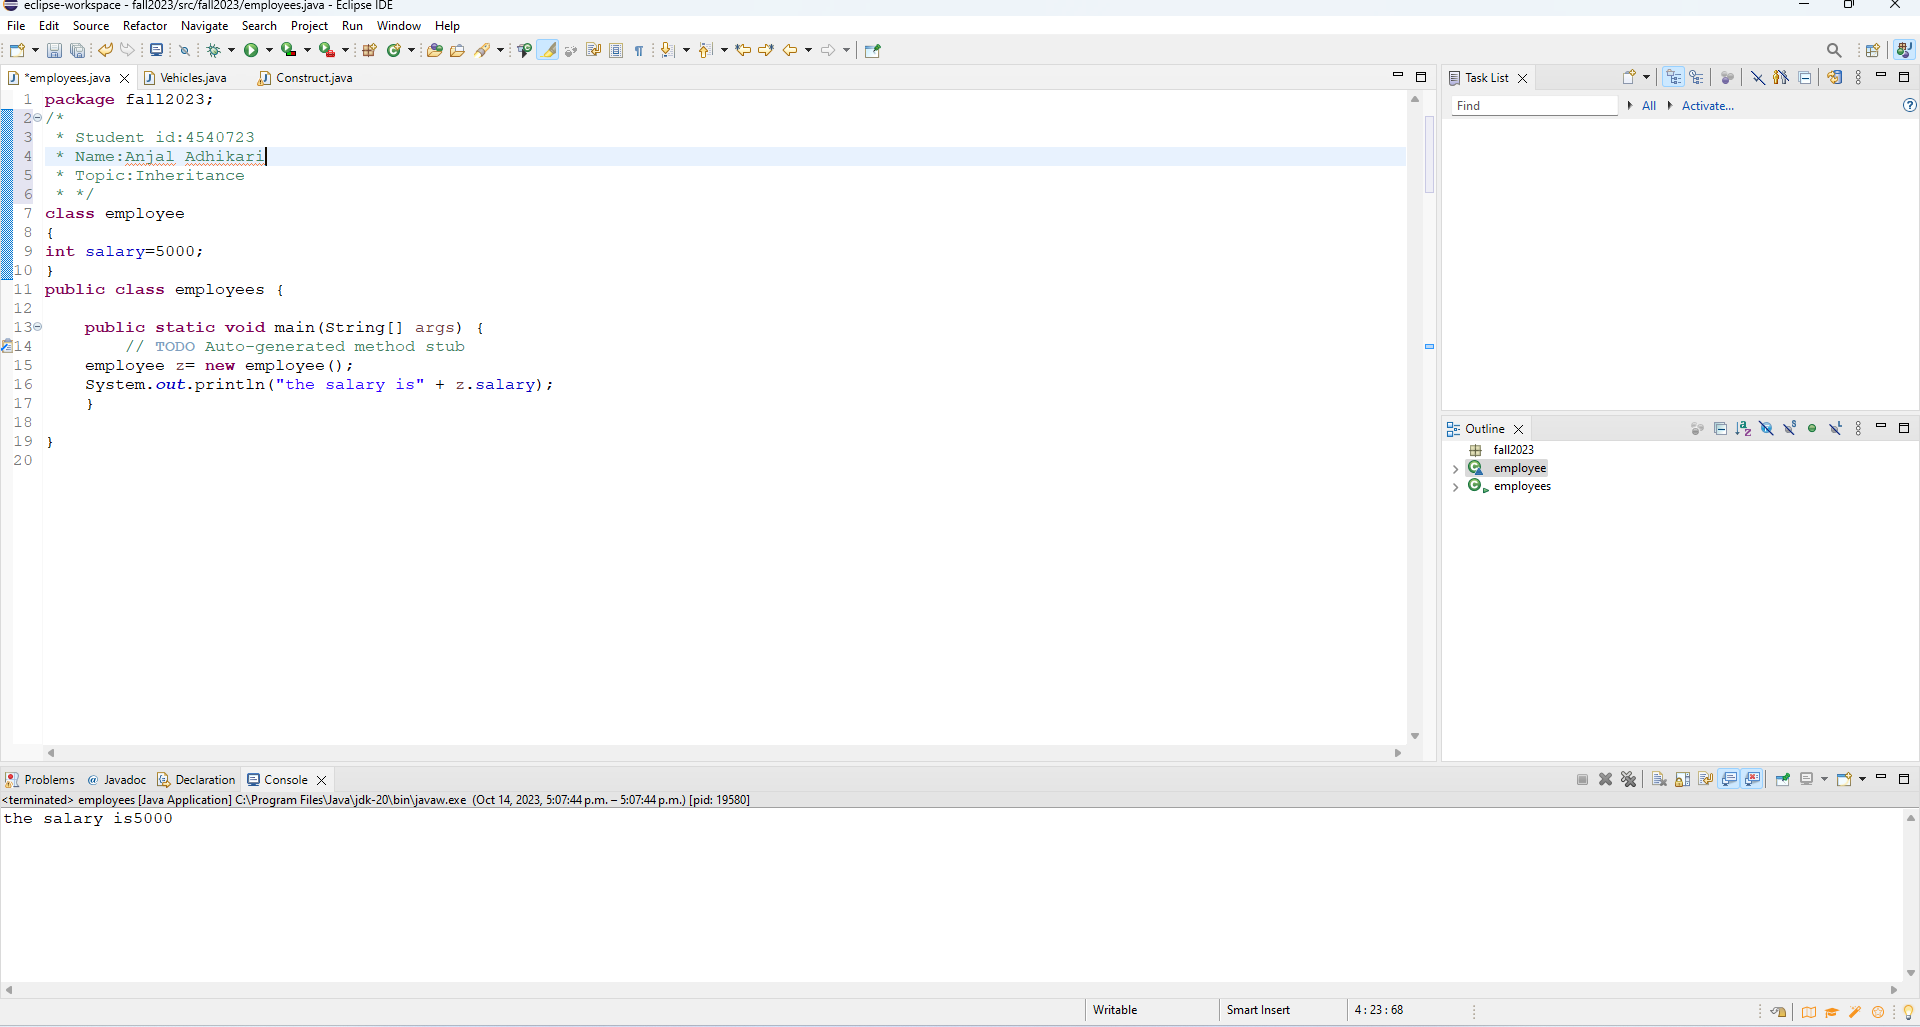 eclipse-workspace - fall2023/src/fall2023/employees.java - Eclipse IDE
File Edit Source Refactor Navigate Search Project Run Window Help
*employees.java Vehicles.java Construct.java
1 package fall2023;
2 /*
3 * Student id:4540723
4 * Name:Anjal Adhikari
5 * Topic:Inheritance
6 * */
7 class employee
8 {
9 int salary=5000;
10 }
11 public class employees {
12
13 public static void main(String[] args) {
14 // TODO Auto-generated method stub
15 employee z= new employee();
16 System.out.println("the salary is" + z.salary);
17 }
18
19 }
20
Task List
Find All Activate...
Outline
fall2023
employee
employees
Problems @ Javadoc Declaration Console
<terminated> employees [Java Application] C:\Program Files\Java\jdk-20\bin\javaw.exe (Oct 14, 2023, 5:07:44 p.m. – 5:07:44 p.m.) [pid: 19580]
the salary is5000
Writable Smart Insert 4 : 23 : 68